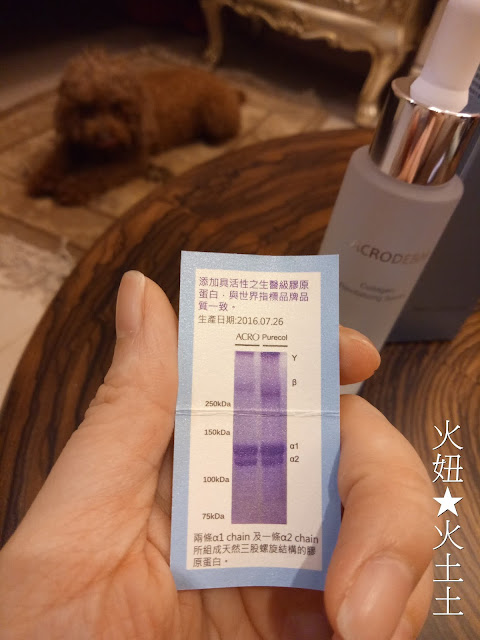 添加具活性之生醫級膠原
蛋白，與世界指標品牌品
質一致。
生產日期:2016.07.26
ACRO Purecol
γ
β
250kDa
150kDa
α1
α2
100kDa
75kDa
兩條α1 chain 及一條α2 chain
所組成天然三股螺旋結構的膠
原蛋白。
ACRODERM
Collagen
火妞★火土土